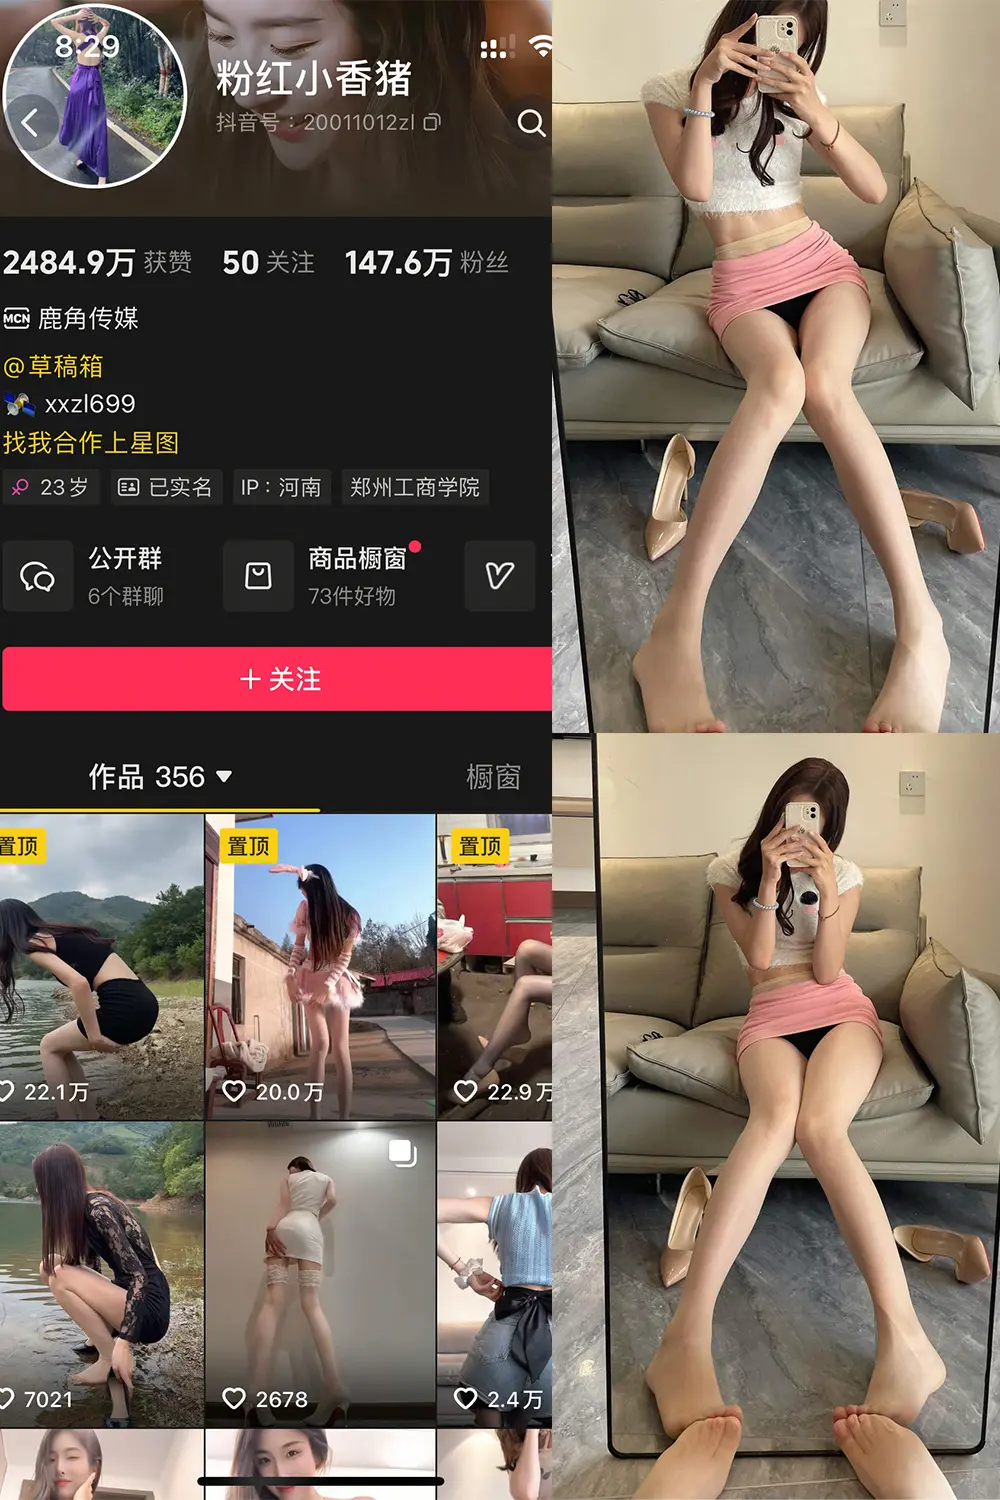 8:29
粉红小香猪
抖音号：20011012zl
2484.9万 获赞 50 关注 147.6万 粉丝
MCN 鹿角传媒
@草稿箱
xxzl699
找我合作上星图
23岁 已实名 IP：河南 郑州工商学院
公开群 商品橱窗
6个群聊 73件好物
+ 关注
作品 356 橱窗
置顶 置顶 置顶
22.1万 20.0万 22.9万
7021 2678 2.4万